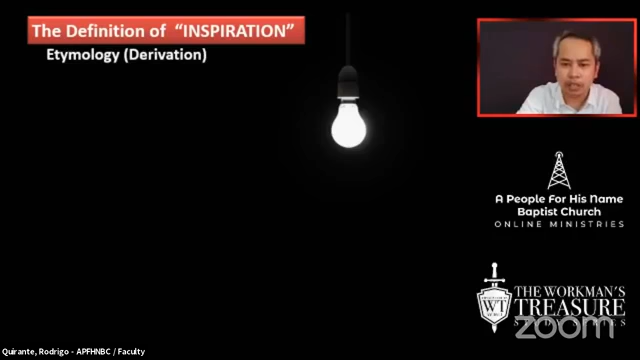 The Definition of “INSPIRATION”
Etymology (Derivation)
A People For His Name
Baptist Church
ONLINE MINISTRIES
WT
THE WORKMAN'S
TREASURE
zoom
Quirante, Rodrigo - APFHNBC / Faculty